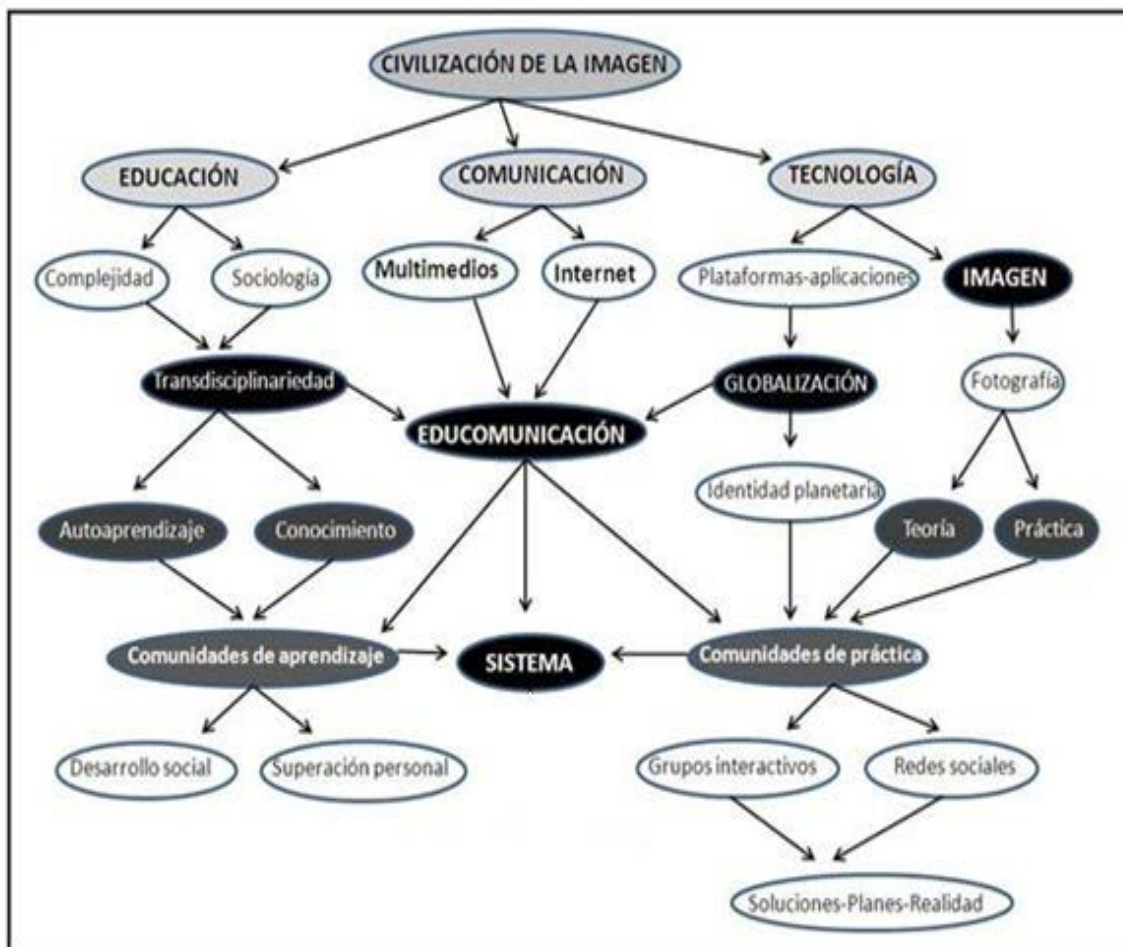 CIVILIZACIÓN DE LA IMAGEN
EDUCACIÓN
COMUNICACIÓN
TECNOLOGÍA
Complejidad
Sociología
Multimedios
Internet
Plataformas-aplicaciones
IMAGEN
Transdisciplinariedad
GLOBALIZACIÓN
Fotografía
EDUCOMUNICACIÓN
Identidad planetaria
Autoaprendizaje
Conocimiento
Teoría
Práctica
Comunidades de aprendizaje
SISTEMA
Comunidades de práctica
Desarrollo social
Superación personal
Grupos interactivos
Redes sociales
Soluciones-Planes-Realidad